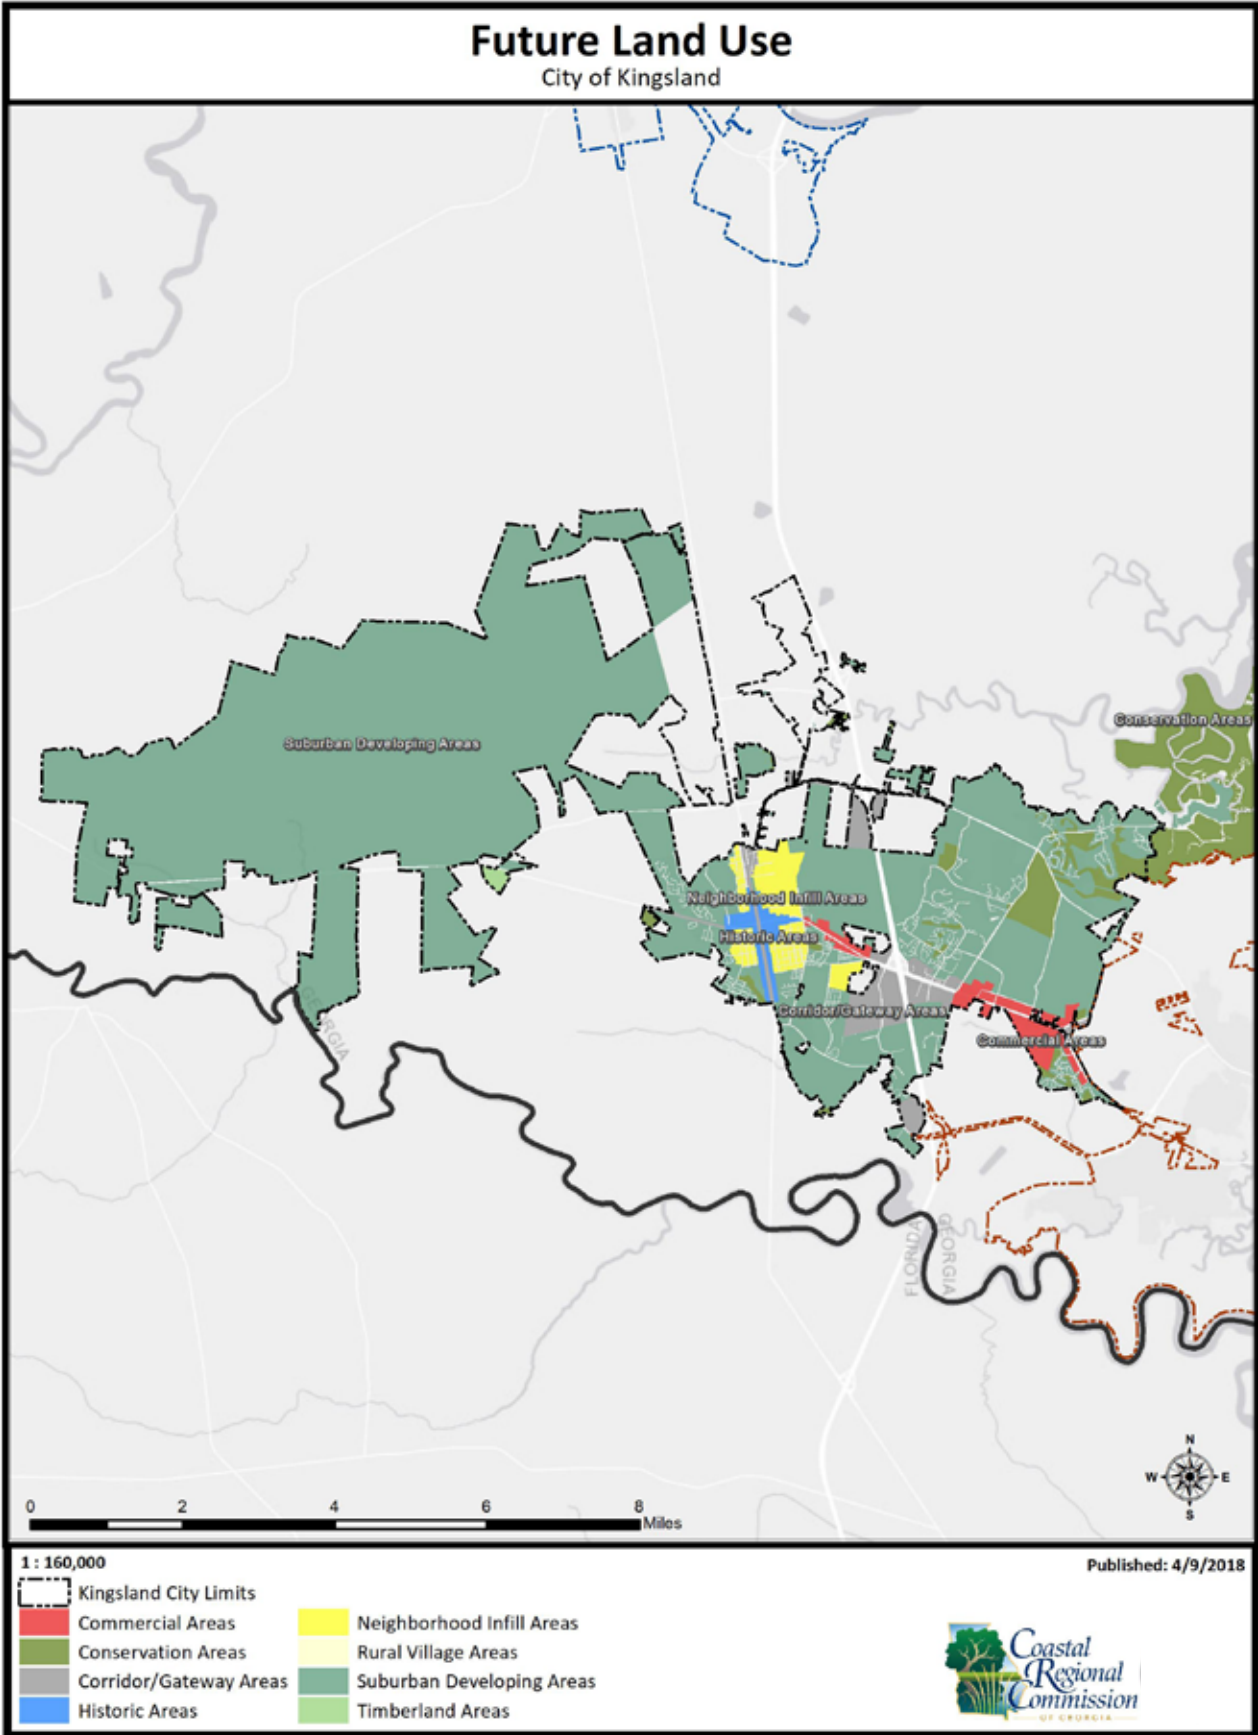 Future Land Use
City of Kingsland
Conservation Areas
Suburban Developing Areas
Neighborhood Infill Areas
Historic Areas
GEORGIA
Corridor/Gateway Areas
Commercial Areas
FLORIDA
GEORGIA
N
W
E
S
0 2 4 6 8
Miles
1 : 160,000
Published: 4/9/2018
Kingsland City Limits
Commercial Areas
Conservation Areas
Corridor/Gateway Areas
Historic Areas
Neighborhood Infill Areas
Rural Village Areas
Suburban Developing Areas
Timberland Areas
Coastal
Regional
Commission
OF GEORGIA